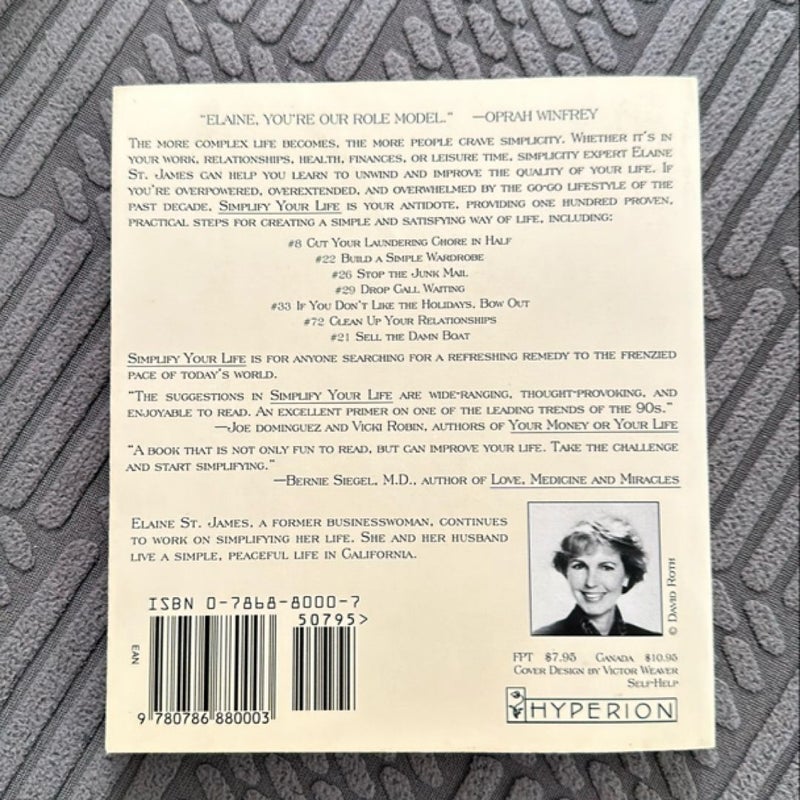 "ELAINE, YOU'RE OUR ROLE MODEL." —OPRAH WINFREY
THE MORE COMPLEX LIFE BECOMES, THE MORE PEOPLE CRAVE SIMPLICITY. WHETHER IT'S IN
YOUR WORK, RELATIONSHIPS, HEALTH, FINANCES, OR LEISURE TIME, SIMPLICITY EXPERT ELAINE
ST. JAMES CAN HELP YOU LEARN TO UNWIND AND IMPROVE THE QUALITY OF YOUR LIFE. IF
YOU'RE OVERPOWERED, OVEREXTENDED, AND OVERWHELMED BY THE GO-GO LIFESTYLE OF THE
PAST DECADE, SIMPLIFY YOUR LIFE IS YOUR ANTIDOTE, PROVIDING ONE HUNDRED PROVEN,
PRACTICAL STEPS FOR CREATING A SIMPLE AND SATISFYING WAY OF LIFE, INCLUDING:
#8 CUT YOUR LAUNDERING CHORE IN HALF
#22 BUILD A SIMPLE WARDROBE
#26 STOP THE JUNK MAIL
#29 DROP CALL WAITING
#33 IF YOU DON'T LIKE THE HOLIDAYS, BOW OUT
#72 CLEAN UP YOUR RELATIONSHIPS
#21 SELL THE DAMN BOAT
SIMPLIFY YOUR LIFE IS FOR ANYONE SEARCHING FOR A REFRESHING REMEDY TO THE FRENZIED
PACE OF TODAY'S WORLD.
"THE SUGGESTIONS IN SIMPLIFY YOUR LIFE ARE WIDE-RANGING, THOUGHT-PROVOKING, AND
ENJOYABLE TO READ. AN EXCELLENT PRIMER ON ONE OF THE LEADING TRENDS OF THE 90S."
—JOE DOMINGUEZ AND VICKI ROBIN, AUTHORS OF YOUR MONEY OR YOUR LIFE
"A BOOK THAT IS NOT ONLY FUN TO READ, BUT CAN IMPROVE YOUR LIFE. TAKE THE CHALLENGE
AND START SIMPLIFYING."
—BERNIE SIEGEL, M.D., AUTHOR OF LOVE, MEDICINE AND MIRACLES
ELAINE ST. JAMES, A FORMER BUSINESSWOMAN, CONTINUES
TO WORK ON SIMPLIFYING HER LIFE. SHE AND HER HUSBAND
LIVE A SIMPLE, PEACEFUL LIFE IN CALIFORNIA.
© DAVID ROTH
ISBN 0-7868-8000-7
50795>
EAN
9 780786 880003
FPT $7.95 CANADA $10.95
COVER DESIGN BY VICTOR WEAVER
SELF-HELP
HYPERION